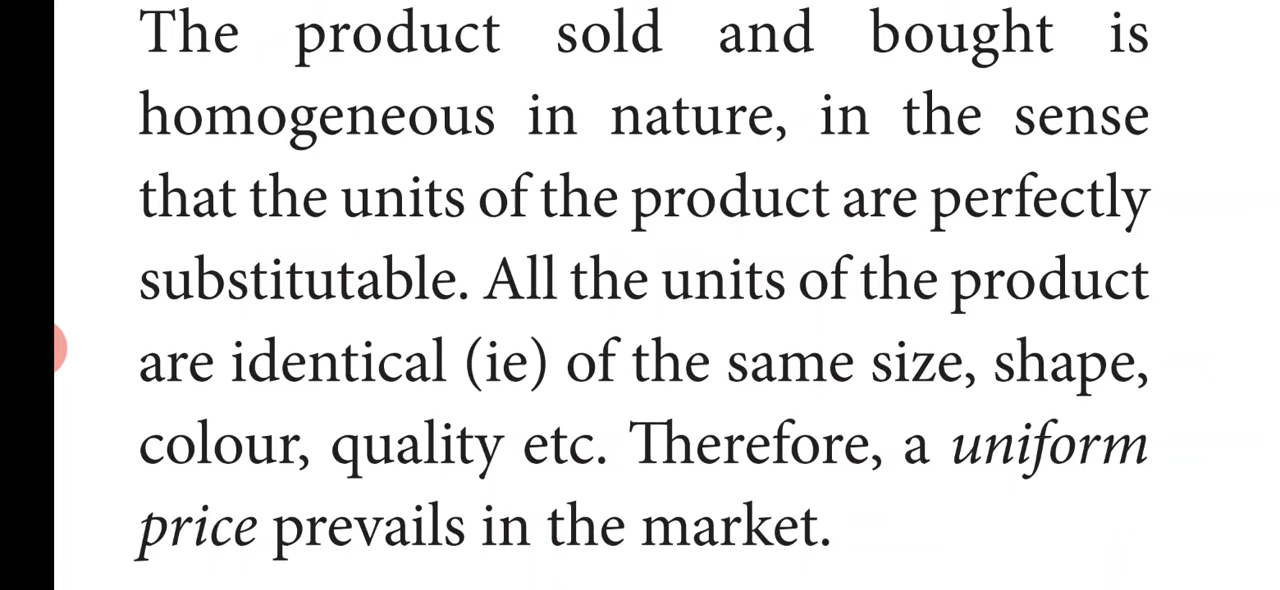 The product sold and bought is
homogeneous in nature, in the sense
that the units of the product are perfectly
substitutable. All the units of the product
are identical (ie) of the same size, shape,
colour, quality etc. Therefore, a uniform
price prevails in the market.